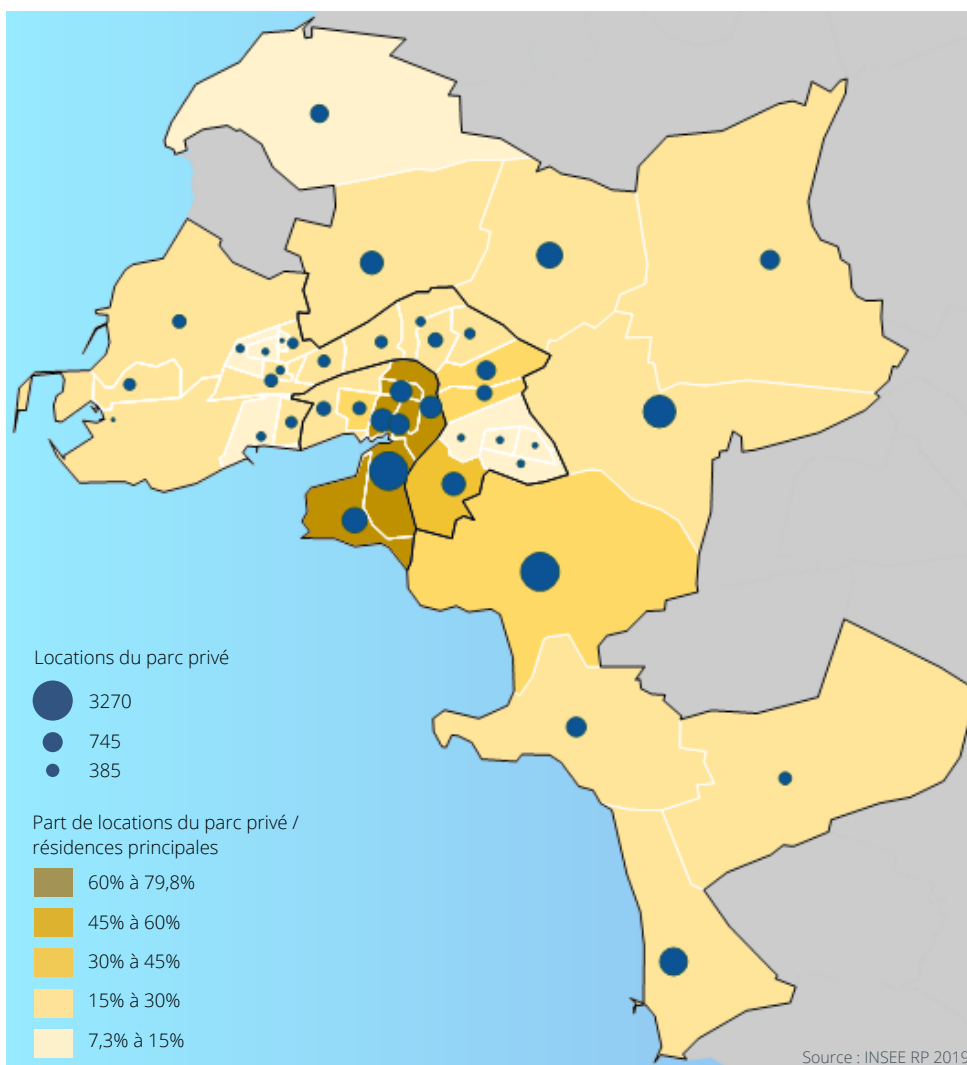 Locations du parc privé
3270
745
385
Part de locations du parc privé /
résidences principales
60% à 79,8%
45% à 60%
30% à 45%
15% à 30%
7,3% à 15%
Source : INSEE RP 2019